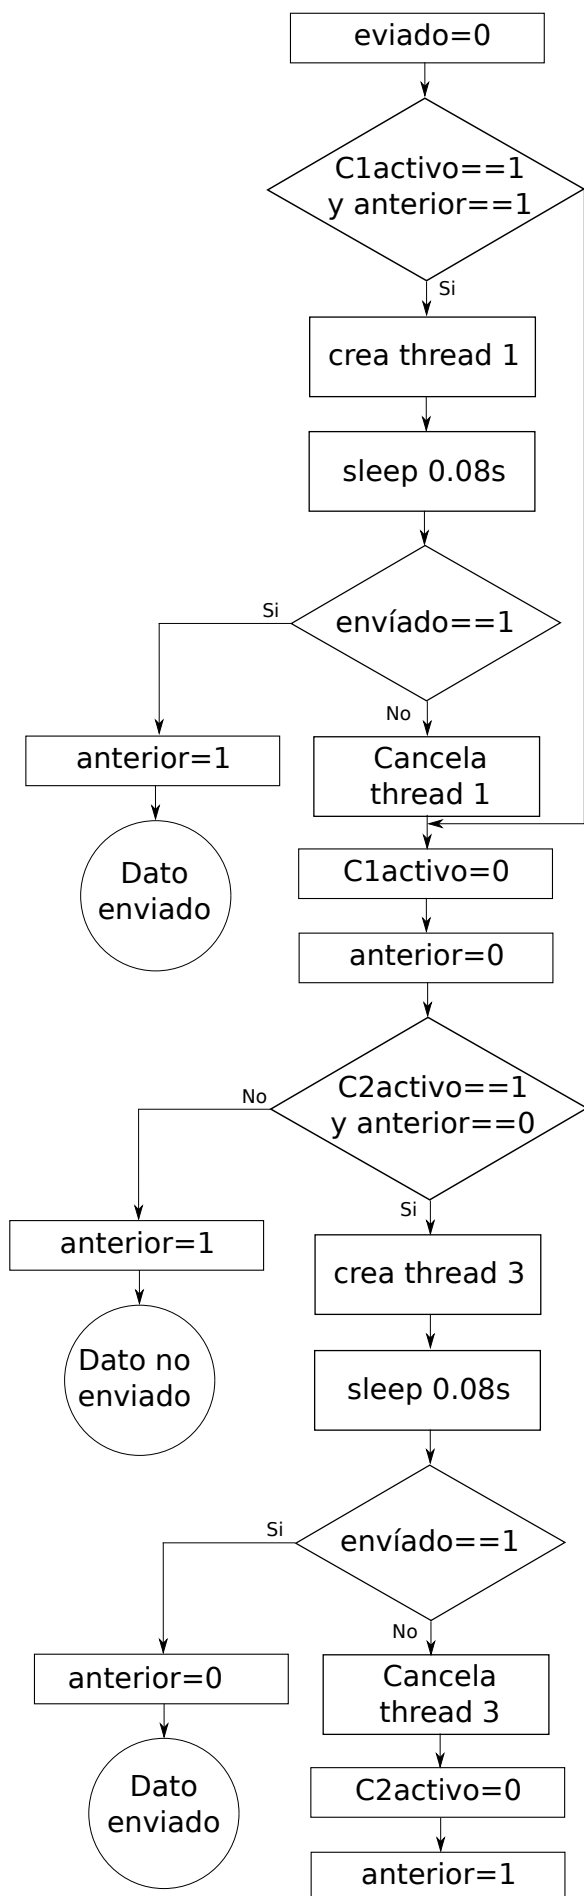 eviado=0
C1activo==1
y anterior==1
Si
crea thread 1
sleep 0.08s
envíado==1
Si
No
anterior=1
Cancela
thread 1
Dato
enviado
C1activo=0
anterior=0
C2activo==1
y anterior==0
No
Si
anterior=1
crea thread 3
Dato no
enviado
sleep 0.08s
envíado==1
Si
No
anterior=0
Cancela
thread 3
Dato
enviado
C2activo=0
anterior=1